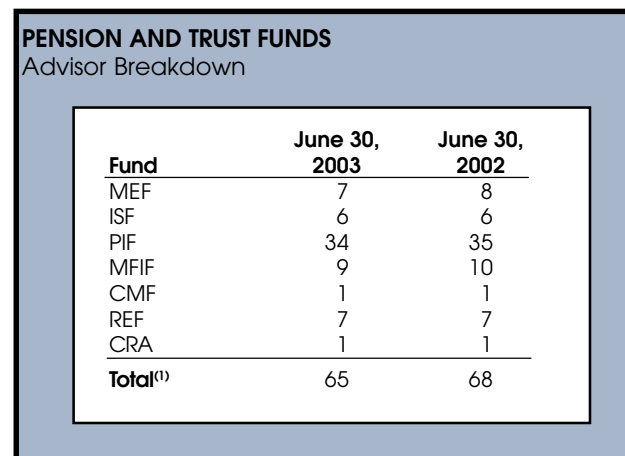 PENSION AND TRUST FUNDS
Advisor Breakdown
June 30, June 30,
Fund 2003 2002
MEF 7 8
ISF 6 6
PIF 34 35
MFIF 9 10
CMF 1 1
REF 7 7
CRA 1 1
Total(1) 65 68